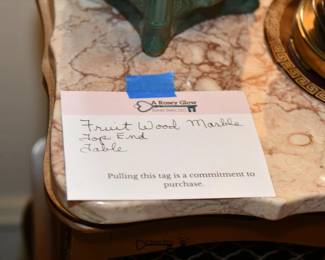 A Rosey Glow
Fruit Wood Marble
Top End
Table
Pulling this tag is a commitment to
purchase.